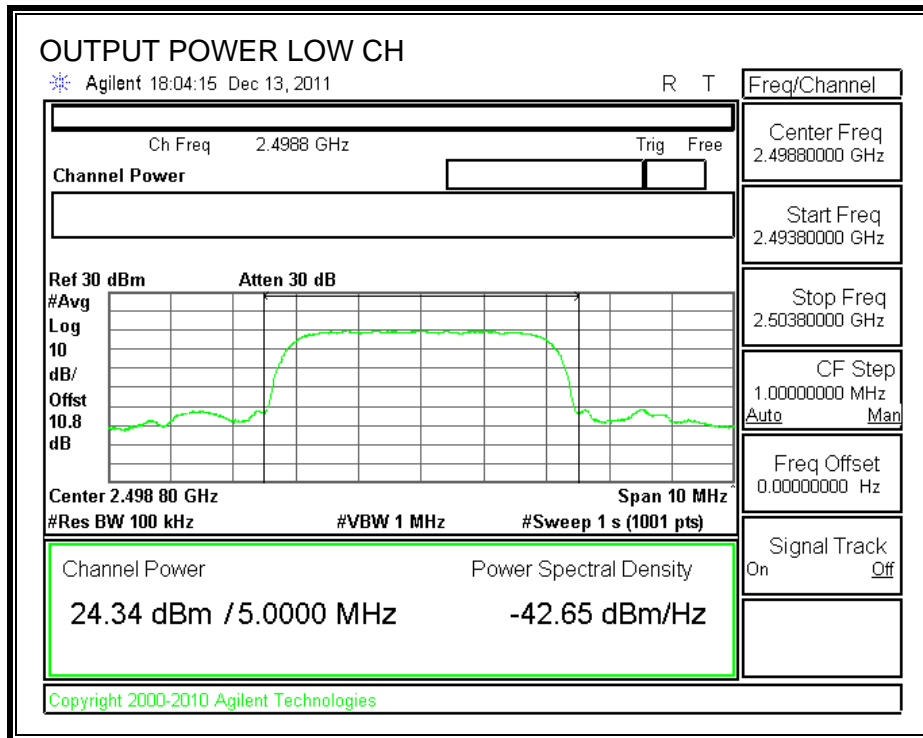 OUTPUT POWER LOW CH
Agilent 18:04:15 Dec 13, 2011 R T
Freq/Channel
Ch Freq 2.4988 GHz Trig Free
Channel Power
Center Freq
2.49880000 GHz
Start Freq
2.49380000 GHz
Stop Freq
2.50380000 GHz
CF Step
1.00000000 MHz
Auto Man
Freq Offset
0.00000000 Hz
Signal Track
On Off
Ref 30 dBm Atten 30 dB
#Avg
Log
10
dB/
Offst
10.8
dB
Center 2.498 80 GHz Span 10 MHz
#Res BW 100 kHz #VBW 1 MHz #Sweep 1 s (1001 pts)
Channel Power Power Spectral Density
24.34 dBm / 5.0000 MHz -42.65 dBm/Hz
Copyright 2000-2010 Agilent Technologies